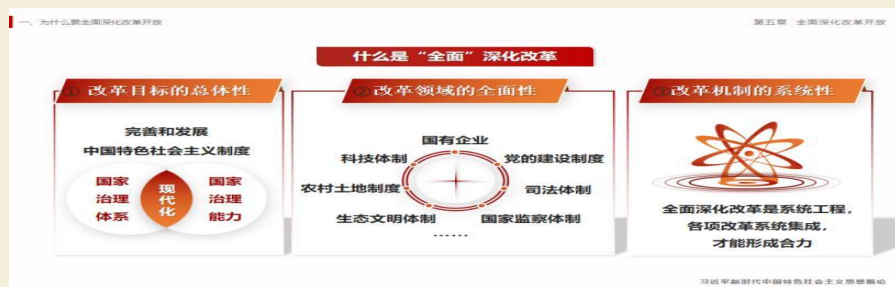 一、为什么要全面深化改革开放
第五章 全面深化改革开放
什么是“全面”深化改革
①改革目标的总体性
完善和发展
中国特色社会主义制度
国家
治理
体系
现
代
化
国家
治理
能力
②改革领域的全面性
国有企业
科技体制
党的建设制度
农村土地制度
司法体制
生态文明体制
国家监察体制
……
③改革机制的系统性
全面深化改革是系统工程，
各项改革系统集成，
才能形成合力
习近平新时代中国特色社会主义思想概论